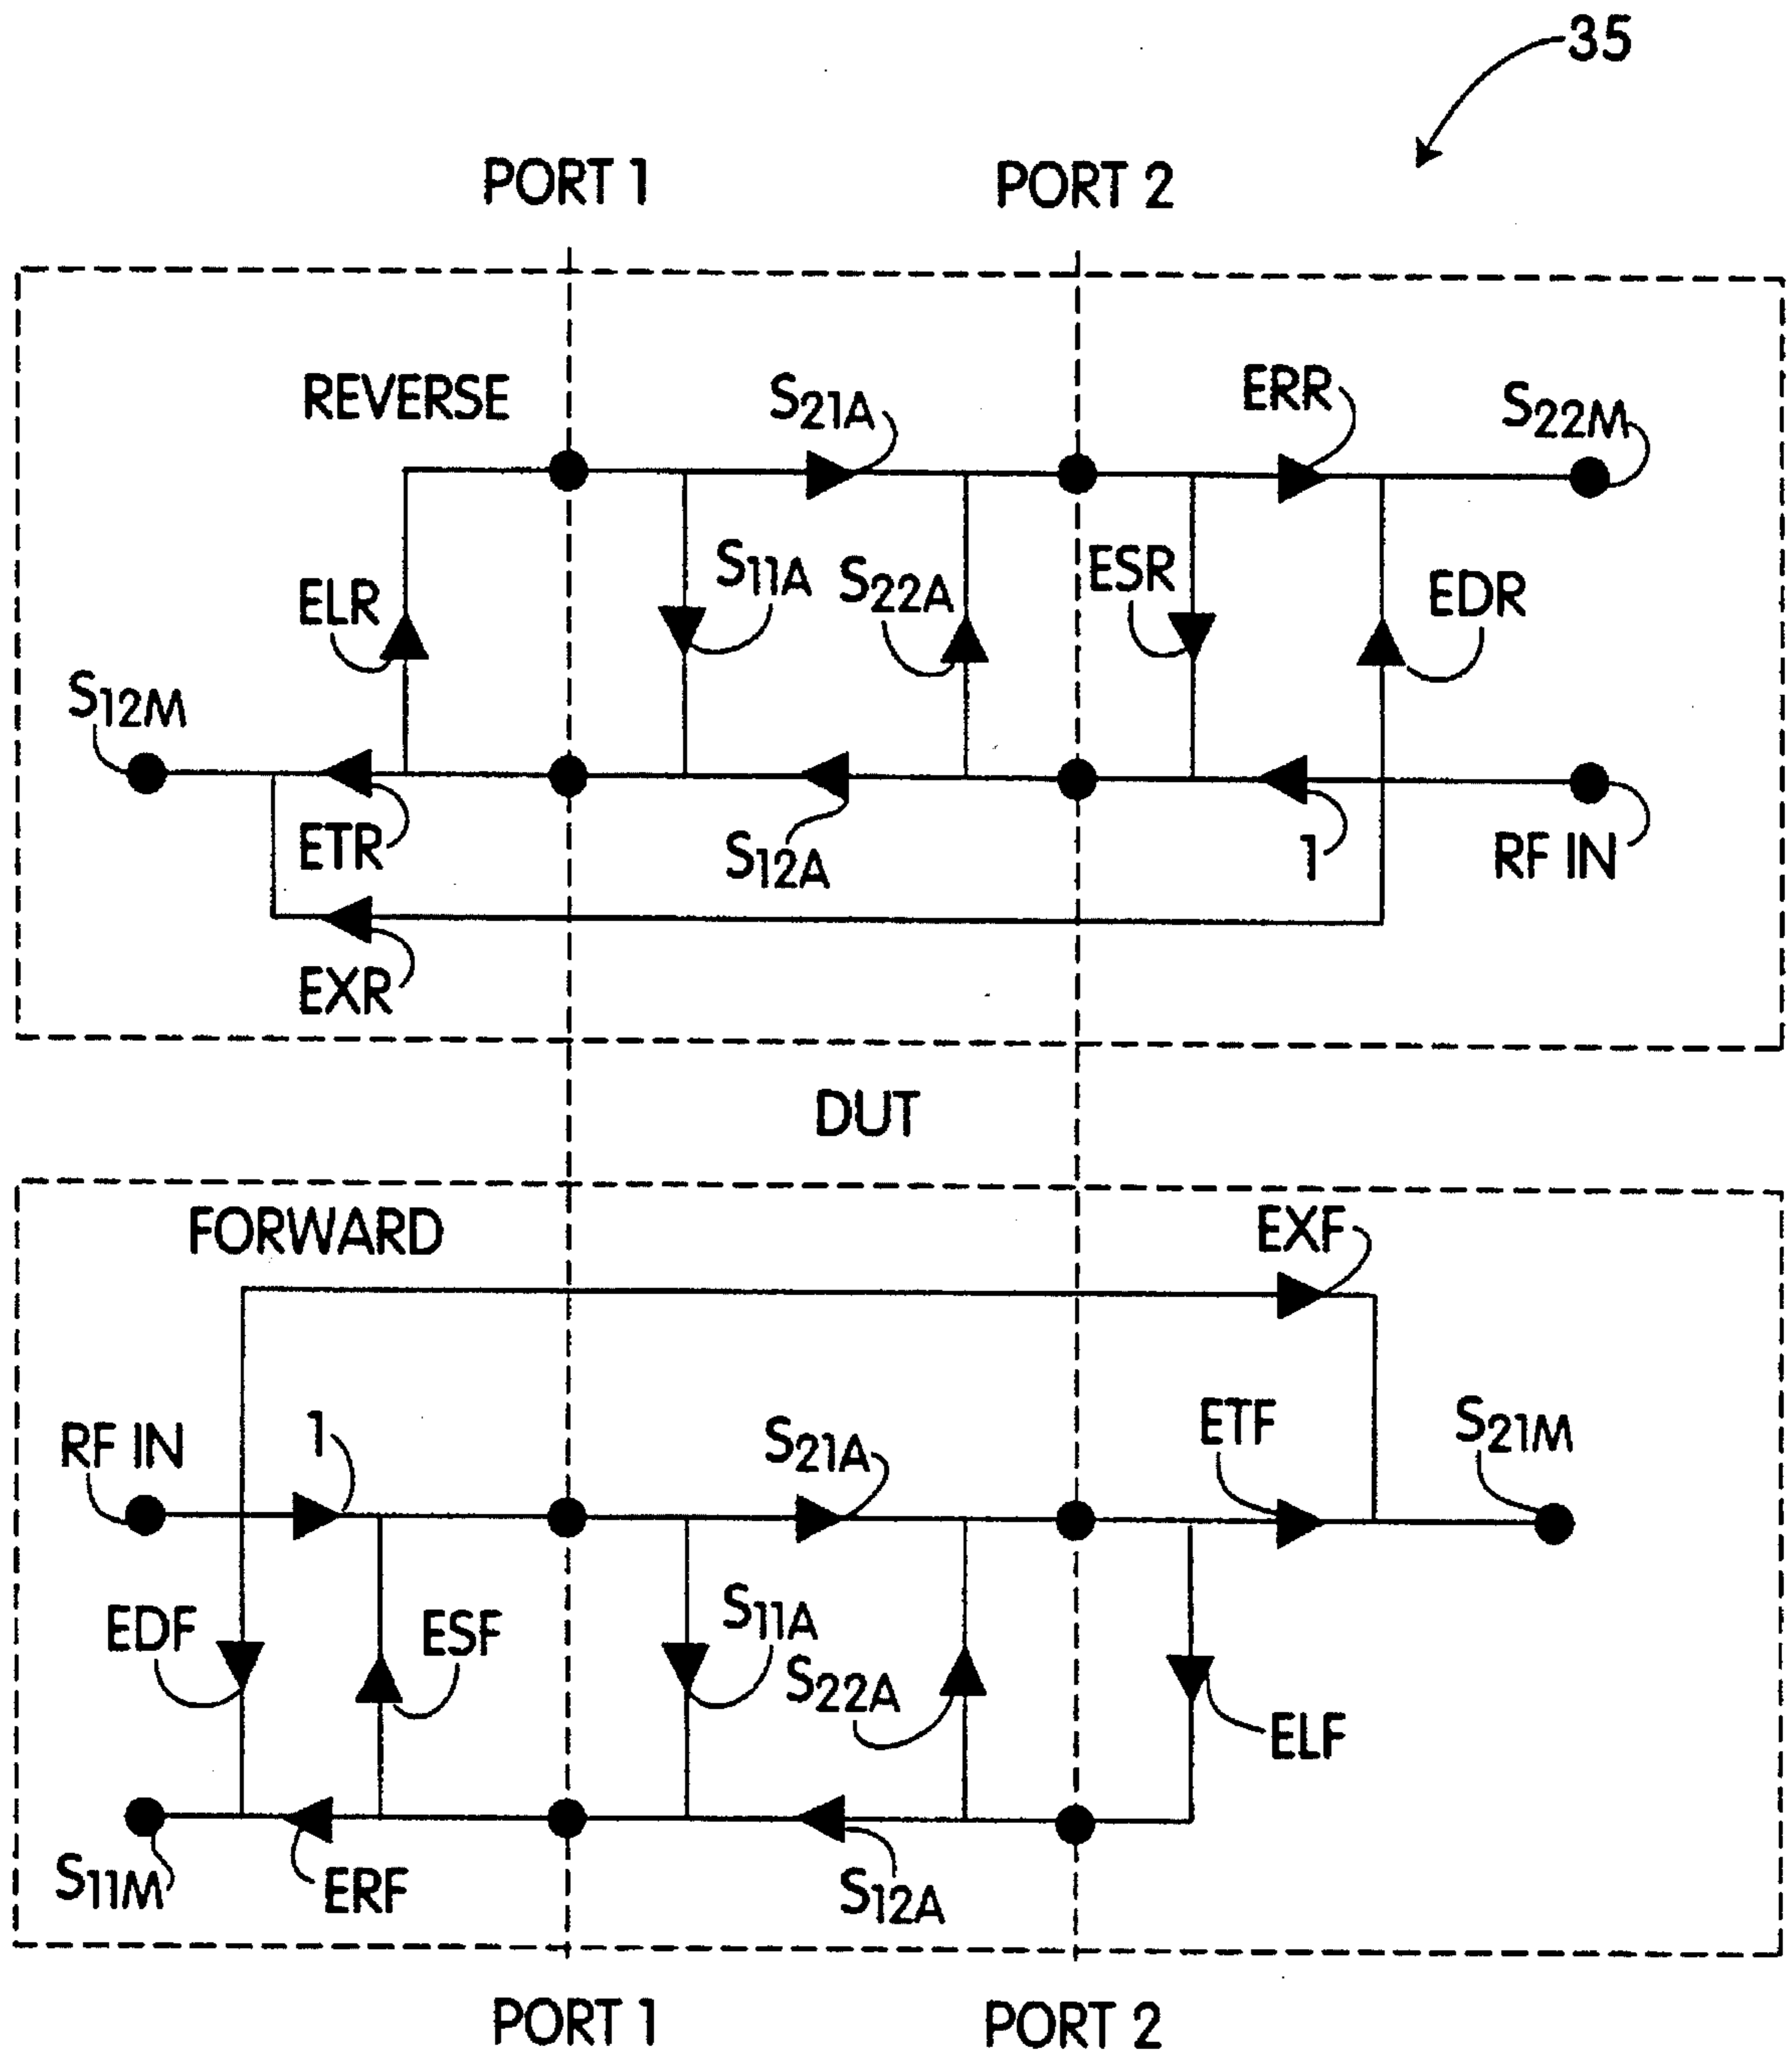 35
PORT 1
PORT 2
REVERSE
S21A
ERR
S22M
ELR
S11A
S22A
ESR
EDR
S12M
ETR
S12A
1
RF IN
EXR
DUT
FORWARD
EXF
RF IN
1
S21A
ETF
S21M
EDF
ESF
S11A
S22A
ELF
S11M
ERF
S12A
PORT 1
PORT 2